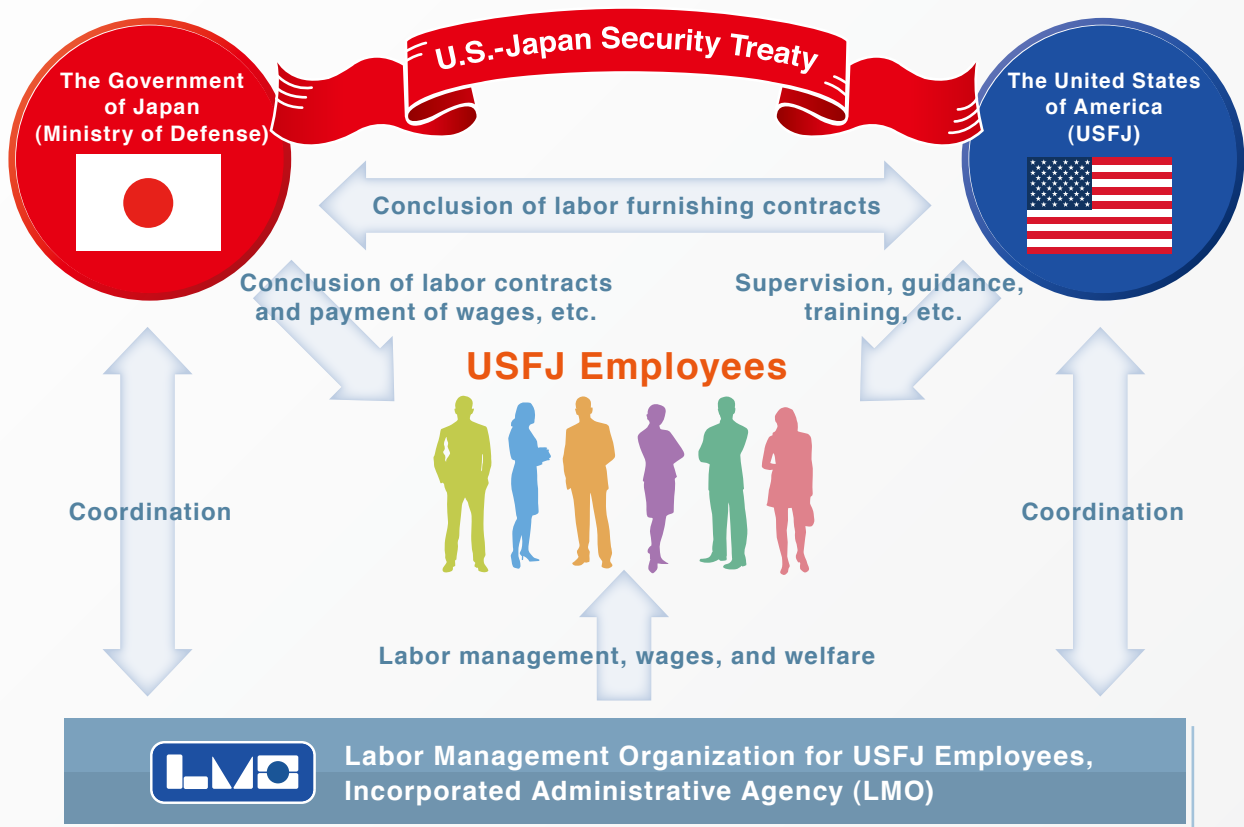 U.S.-Japan Security Treaty
The Government
of Japan
(Ministry of Defense)
The United States
of America
(USFJ)
Conclusion of labor furnishing contracts
Conclusion of labor contracts
and payment of wages, etc.
Supervision, guidance,
training, etc.
USFJ Employees
Coordination
Coordination
Labor management, wages, and welfare
LMO
Labor Management Organization for USFJ Employees,
Incorporated Administrative Agency (LMO)